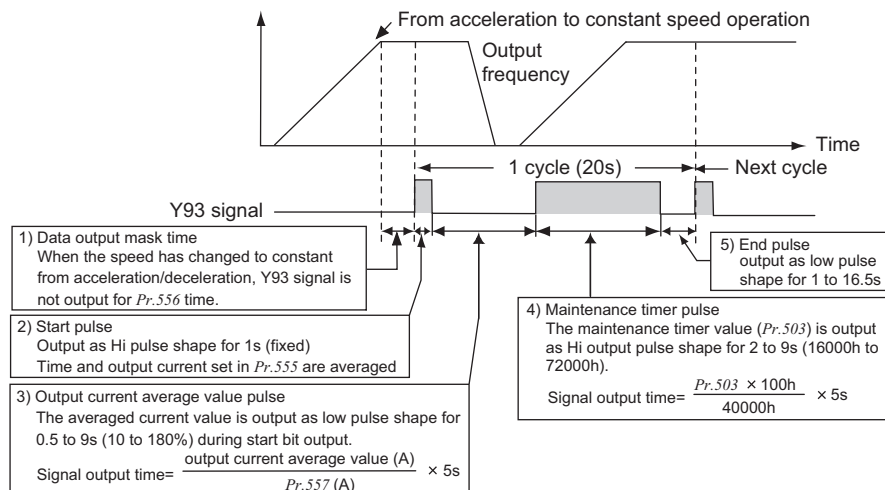 From acceleration to constant speed operation
Output
frequency
Time
1 cycle (20s)
Next cycle
Y93 signal
1) Data output mask time
When the speed has changed to constant
from acceleration/deceleration, Y93 signal is
not output for Pr.556 time.
2) Start pulse
Output as Hi pulse shape for 1s (fixed)
Time and output current set in Pr.555 are averaged
3) Output current average value pulse
The averaged current value is output as low pulse shape for
0.5 to 9s (10 to 180%) during start bit output.
Signal output time= output current average value (A) × 5s
Pr.557 (A)
5) End pulse
output as low pulse
shape for 1 to 16.5s
4) Maintenance timer pulse
The maintenance timer value (Pr.503) is output
as Hi output pulse shape for 2 to 9s (16000h to
72000h).
Signal output time= Pr.503 × 100h × 5s
40000h